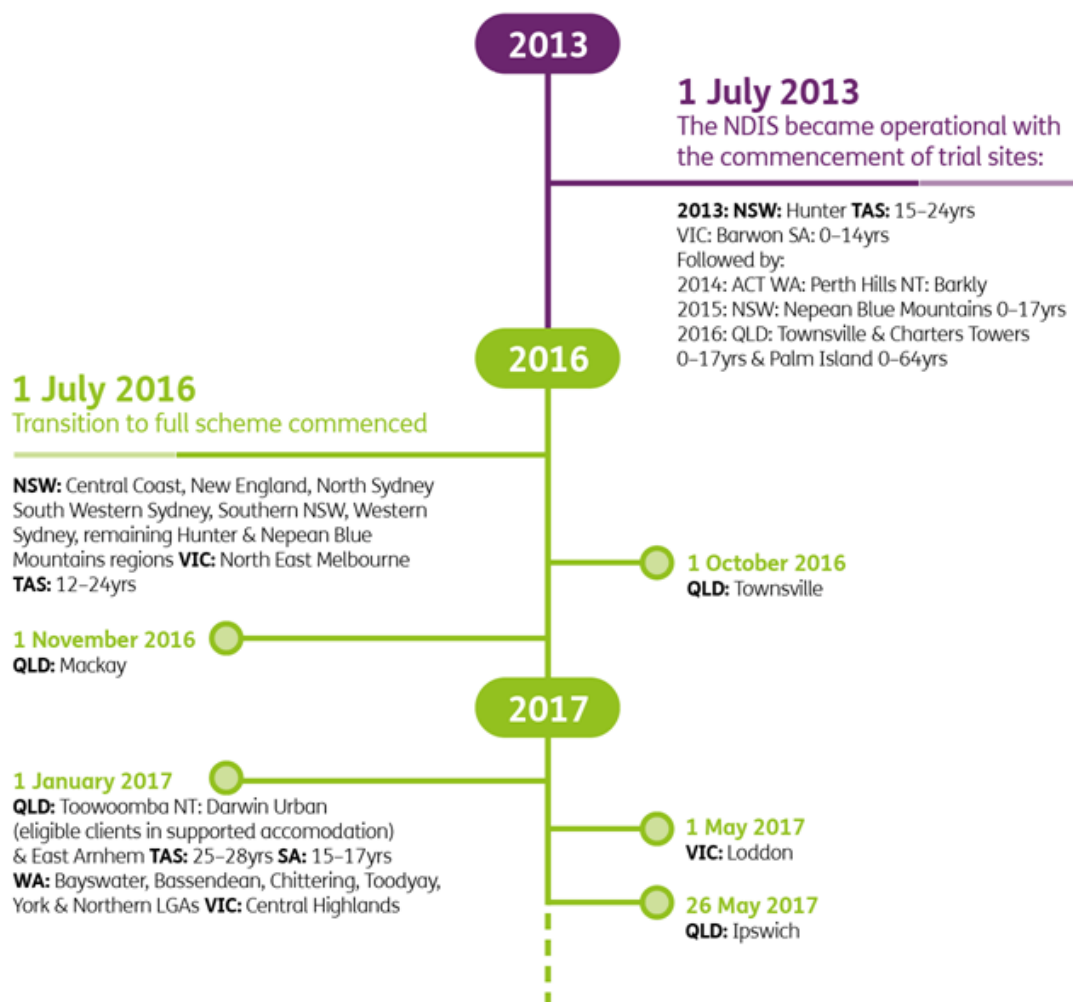 2013
1 July 2013
The NDIS became operational with
the commencement of trial sites:
2013: NSW: Hunter TAS: 15–24yrs
VIC: Barwon SA: 0–14yrs
Followed by:
2014: ACT WA: Perth Hills NT: Barkly
2015: NSW: Nepean Blue Mountains 0–17yrs
2016: QLD: Townsville & Charters Towers
0–17yrs & Palm Island 0–64yrs
2016
1 July 2016
Transition to full scheme commenced
NSW: Central Coast, New England, North Sydney
South Western Sydney, Southern NSW, Western
Sydney, remaining Hunter & Nepean Blue
Mountains regions VIC: North East Melbourne
TAS: 12–24yrs
1 October 2016
QLD: Townsville
1 November 2016
QLD: Mackay
2017
1 January 2017
QLD: Toowoomba NT: Darwin Urban
(eligible clients in supported accomodation)
& East Arnhem TAS: 25–28yrs SA: 15–17yrs
WA: Bayswater, Bassendean, Chittering, Toodyay,
York & Northern LGAs VIC: Central Highlands
1 May 2017
VIC: Loddon
26 May 2017
QLD: Ipswich